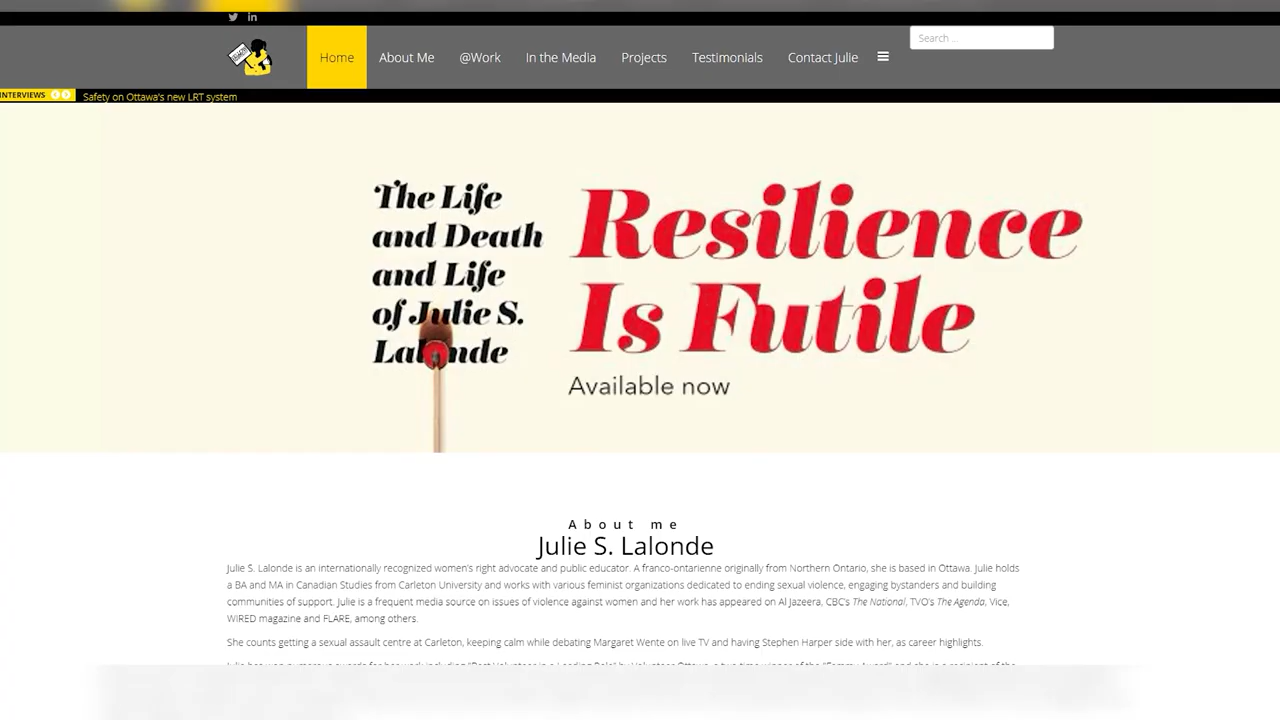 Home
About Me
@Work
In the Media
Projects
Testimonials
Contact Julie
Search ...
INTERVIEWS
Safety on Ottawa's new LRT system
The Life
and Death
and Life
of Julie S.
Lalonde
Resilience
Is Futile
Available now
About me
Julie S. Lalonde
Julie S. Lalonde is an internationally recognized women's right advocate and public educator. A franco-ontarienne originally from Northern Ontario, she is based in Ottawa. Julie holds
a BA and MA in Canadian Studies from Carleton University and works with various feminist organizations dedicated to ending sexual violence, engaging bystanders and building
communities of support. Julie is a frequent media source on issues of violence against women and her work has appeared on Al Jazeera, CBC's The National, TVO's The Agenda, Vice,
WIRED magazine and FLARE, among others.
She counts getting a sexual assault centre at Carleton, keeping calm while debating Margaret Wente on live TV and having Stephen Harper side with her, as career highlights.